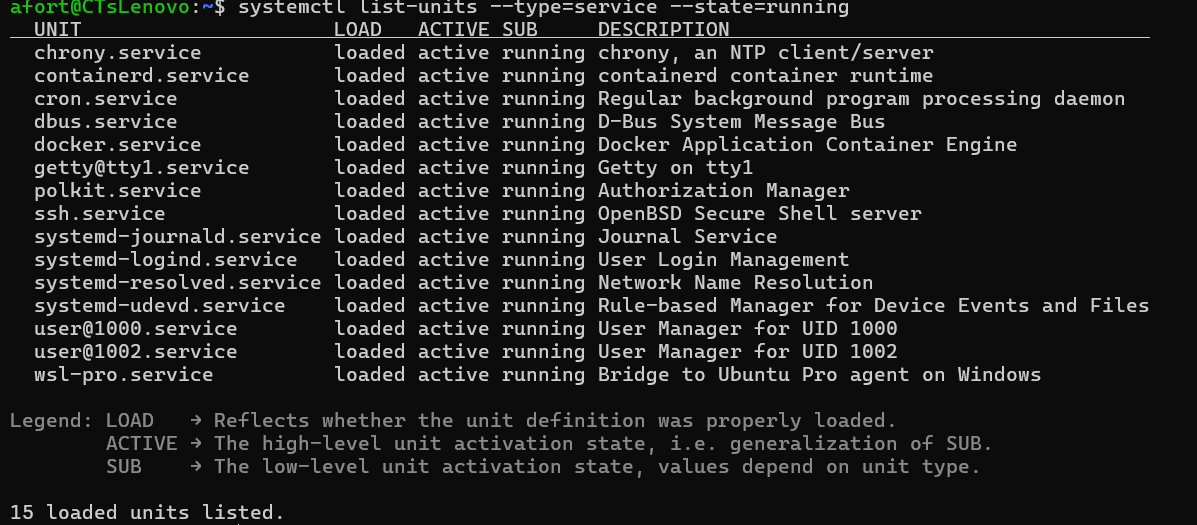 afort@CTsLenovo:~$ systemctl list-units --type=service --state=running
  UNIT                     LOAD   ACTIVE SUB     DESCRIPTION
  chrony.service           loaded active running chrony, an NTP client/server
  containerd.service       loaded active running containerd container runtime
  cron.service             loaded active running Regular background program processing daemon
  dbus.service             loaded active running D-Bus System Message Bus
  docker.service           loaded active running Docker Application Container Engine
  getty@tty1.service       loaded active running Getty on tty1
  polkit.service           loaded active running Authorization Manager
  ssh.service              loaded active running OpenBSD Secure Shell server
  systemd-journald.service loaded active running Journal Service
  systemd-logind.service   loaded active running User Login Management
  systemd-resolved.service loaded active running Network Name Resolution
  systemd-udevd.service    loaded active running Rule-based Manager for Device Events and Files
  user@1000.service        loaded active running User Manager for UID 1000
  user@1002.service        loaded active running User Manager for UID 1002
  wsl-pro.service          loaded active running Bridge to Ubuntu Pro agent on Windows

Legend: LOAD   → Reflects whether the unit definition was properly loaded.
        ACTIVE → The high-level unit activation state, i.e. generalization of SUB.
        SUB    → The low-level unit activation state, values depend on unit type.

15 loaded units listed.